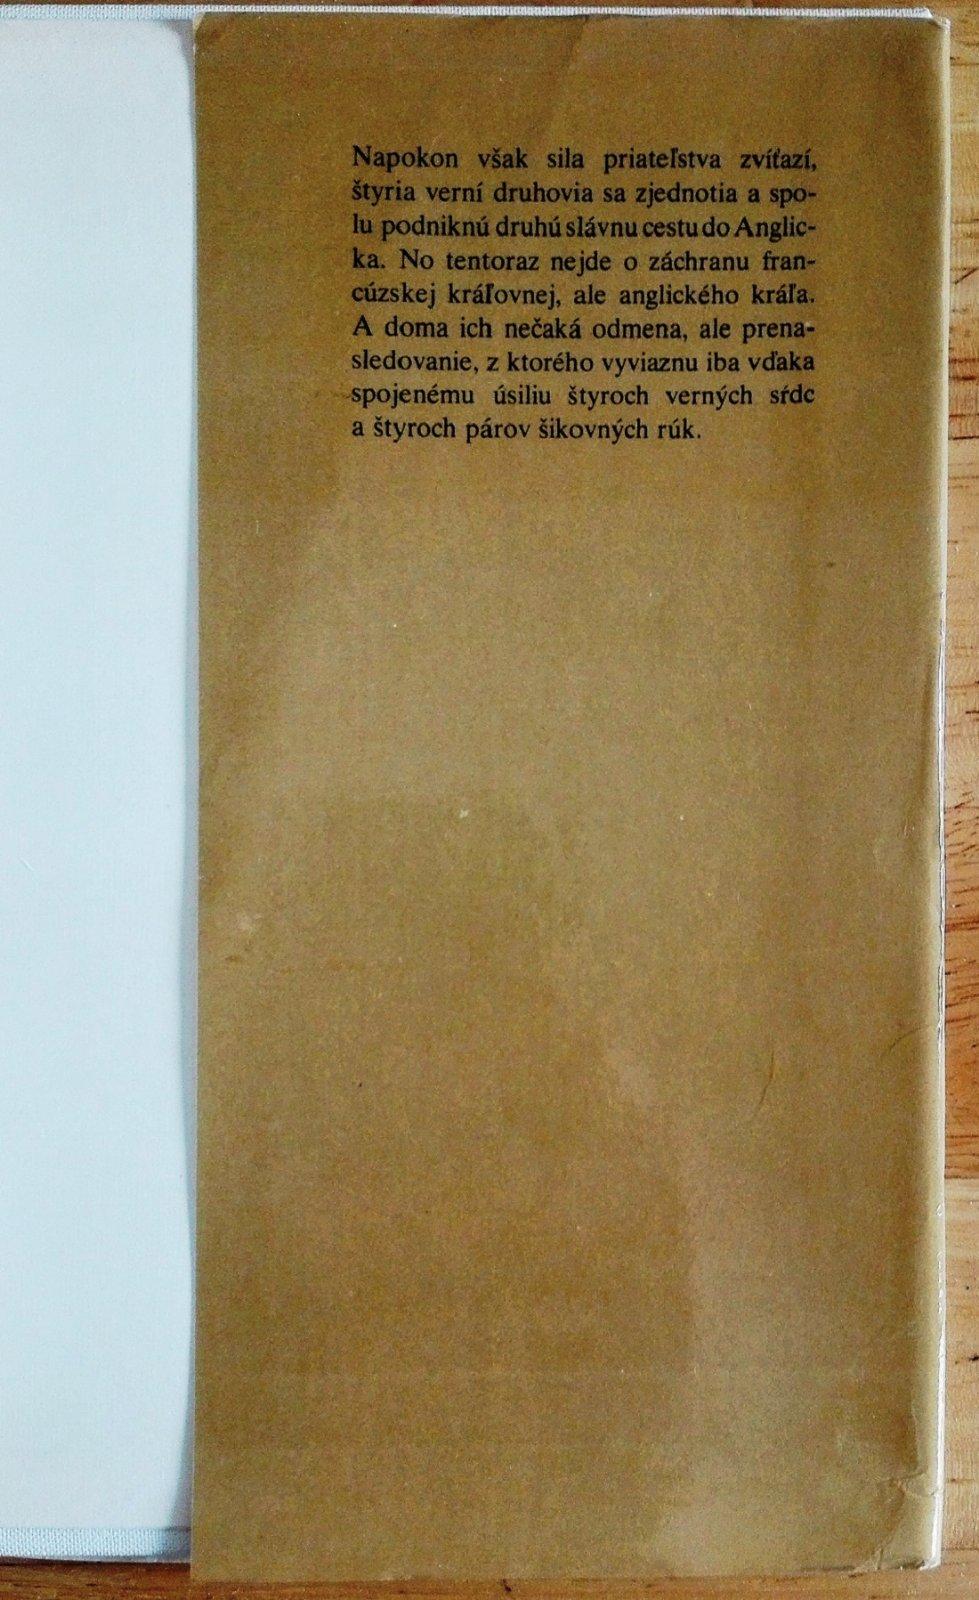 Napokon však sila priateľstva zvíťazí,
štyria verní druhovia sa zjednotia a spo-
lu podniknú druhú slávnu cestu do Anglic-
ka. No tentoraz nejde o záchranu fran-
cúzskej kráľovnej, ale anglického kráľa.
A doma ich nečaká odmena, ale prena-
sledovanie, z ktorého vyviaznu iba vďaka
spojenému úsiliu štyroch verných sŕdc
a štyroch párov šikovných rúk.